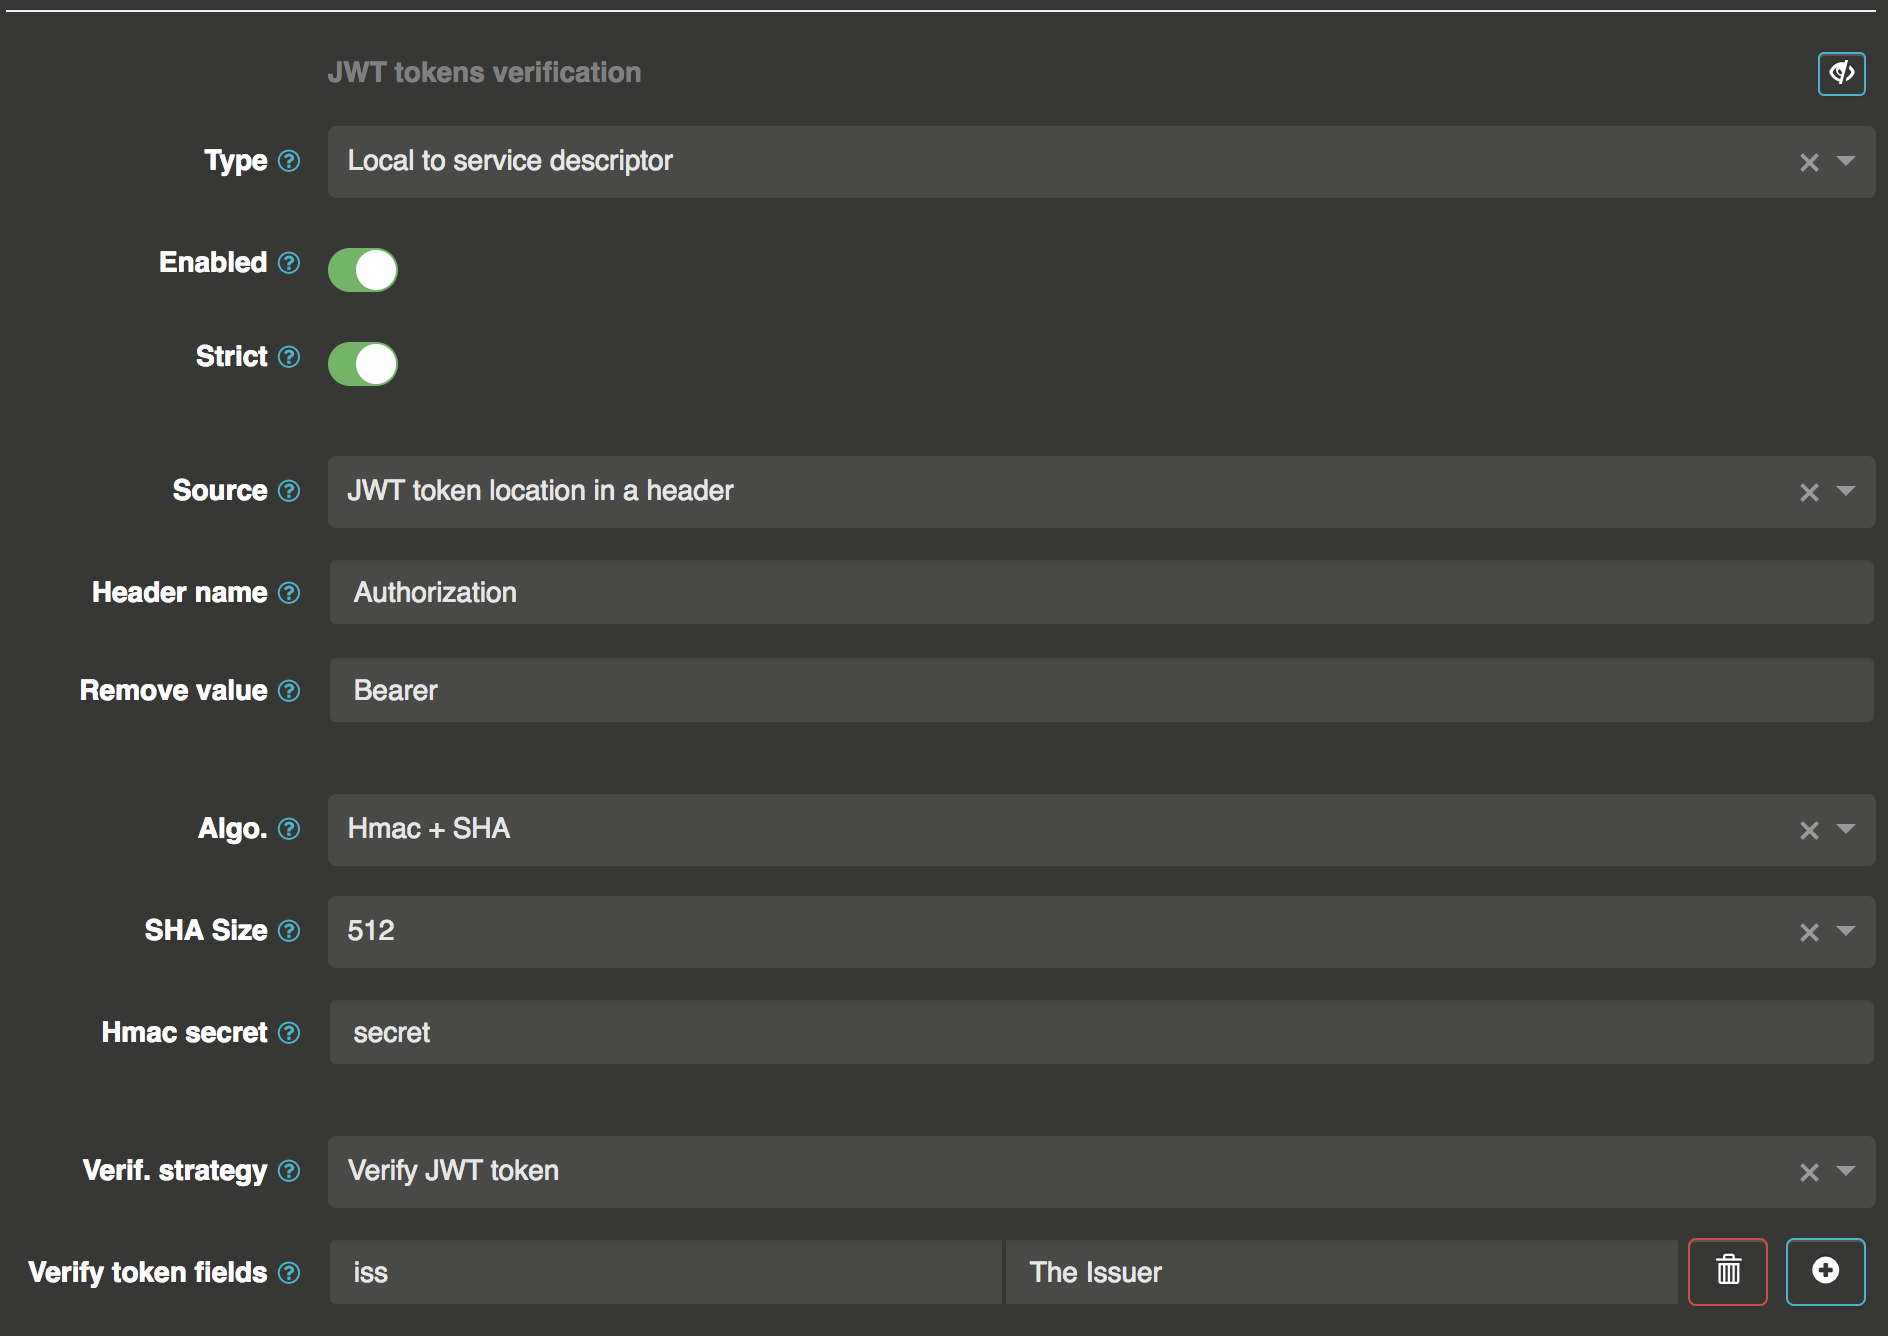 JWT tokens verification
Type Local to service descriptor
Enabled
Strict
Source JWT token location in a header
Header name Authorization
Remove value Bearer
Algo. Hmac + SHA
SHA Size 512
Hmac secret secret
Verif. strategy Verify JWT token
Verify token fields iss The Issuer